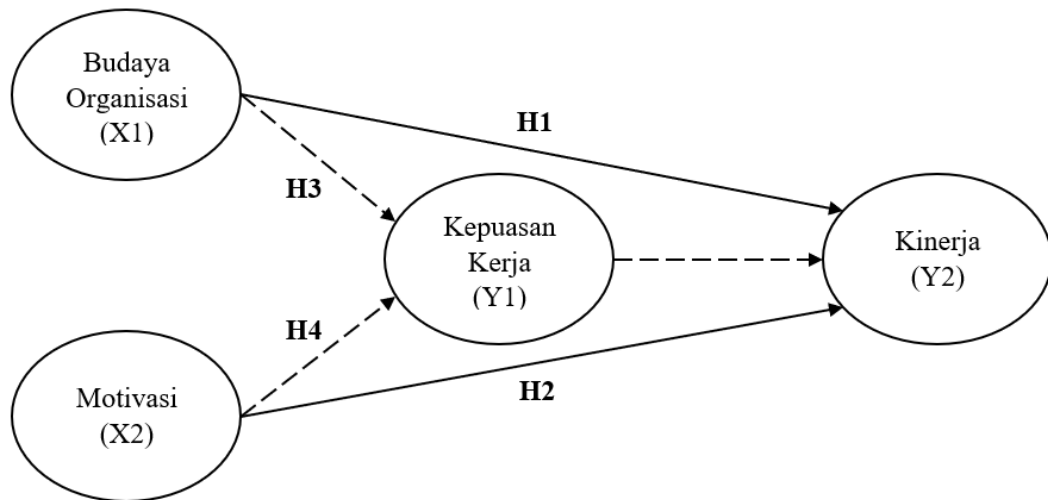 Budaya
Organisasi
(X1)
H1
H3
Kepuasan
Kerja
(Y1)
Kinerja
(Y2)
H4
Motivasi
(X2)
H2